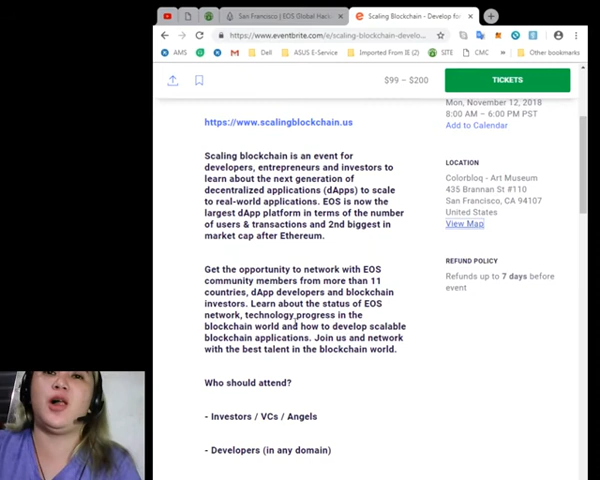 San Francisco | EOS Global Hack
Scaling Blockchain - Develop for
https://www.eventbrite.com/e/scaling-blockchain-develo...
AMS
G
Dell
ASUS E-Service
Imported From IE (2)
SITE
CMC
Other bookmarks
$99 – $200
TICKETS
Mon, November 12, 2018
8:00 AM – 6:00 PM PST
Add to Calendar
https://www.scalingblockchain.us
Scaling blockchain is an event for
developers, entrepreneurs and investors to
learn about the next generation of
decentralized applications (dApps) to scale
to real-world applications. EOS is now the
largest dApp platform in terms of the number
of users & transactions and 2nd biggest in
market cap after Ethereum.
LOCATION
Colorbloq - Art Museum
435 Brannan St #110
San Francisco, CA 94107
United States
View Map
REFUND POLICY
Refunds up to 7 days before
event
Get the opportunity to network with EOS
community members from more than 11
countries, dApp developers and blockchain
investors. Learn about the status of EOS
network, technology progress in the
blockchain world and how to develop scalable
blockchain applications. Join us and network
with the best talent in the blockchain world.
Who should attend?
- Investors / VCs / Angels
- Developers (in any domain)